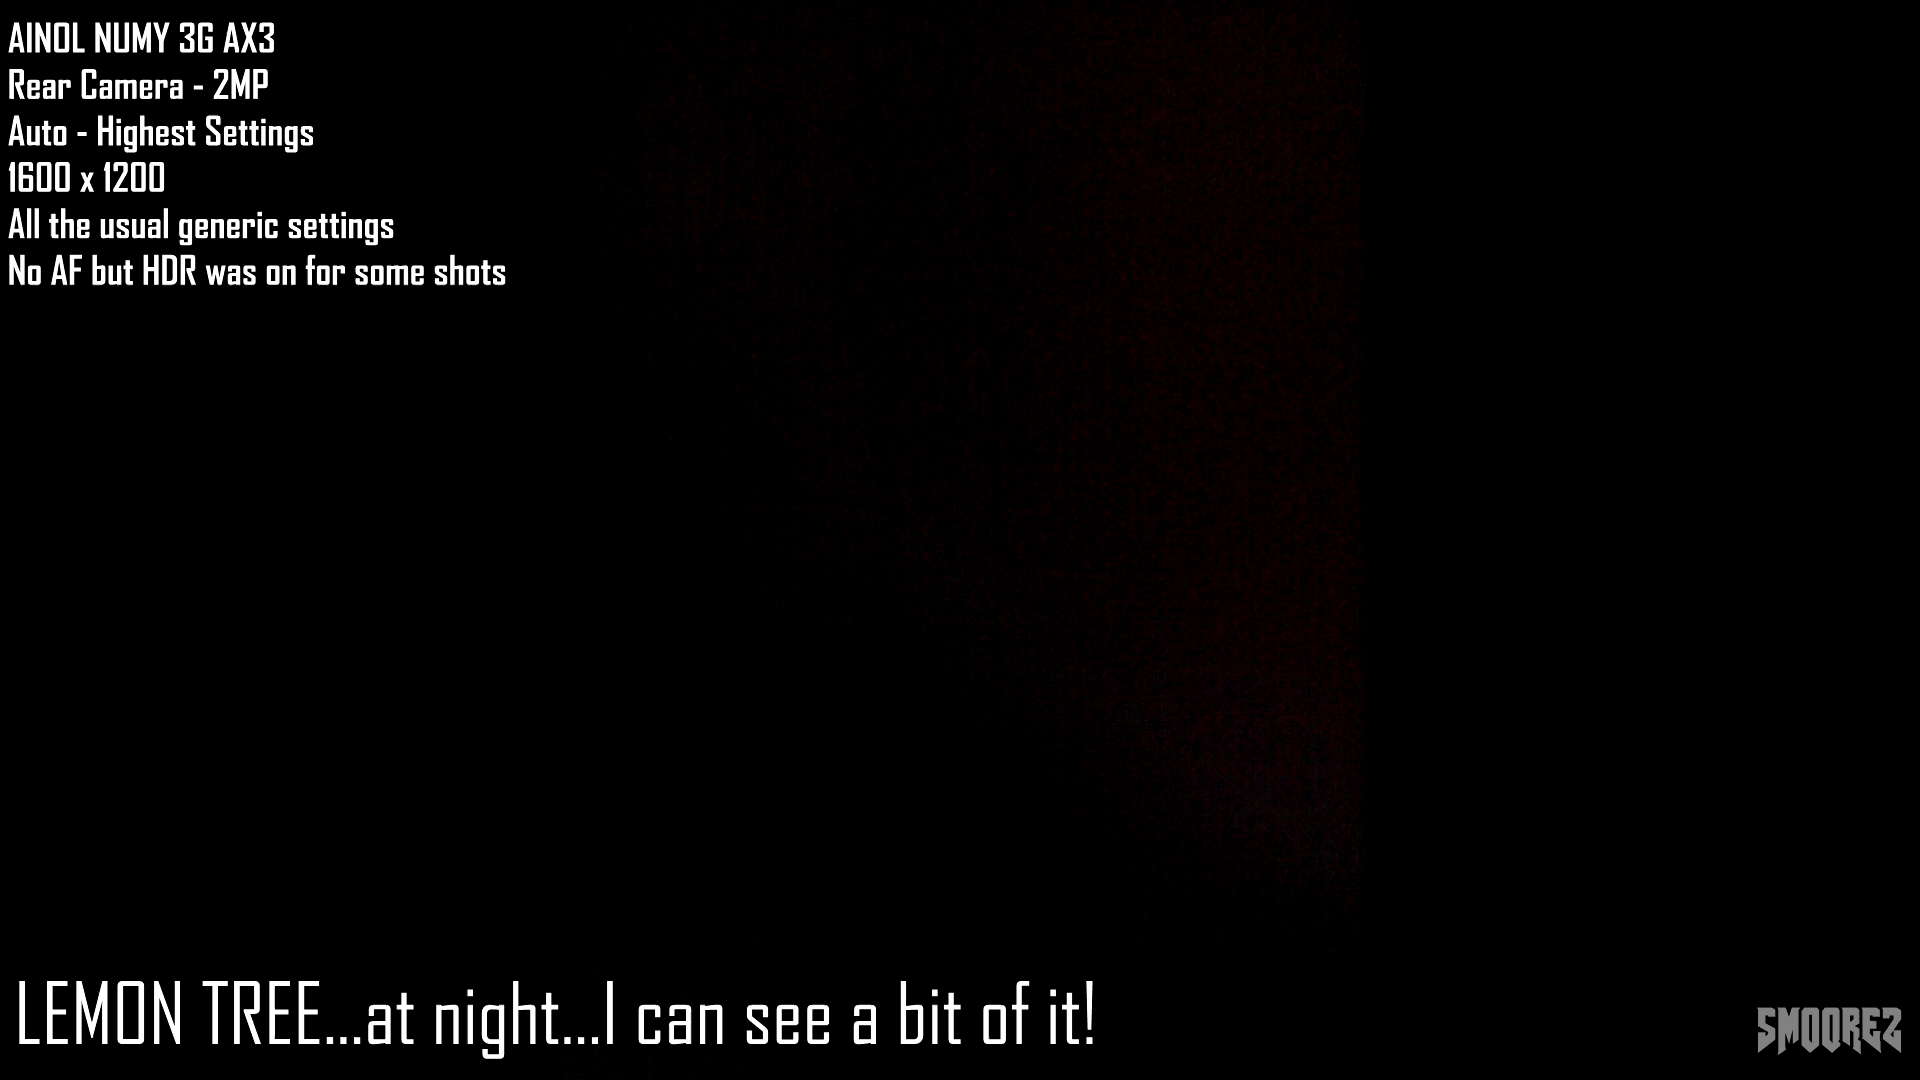 AINOL NUMY 3G AX3
Rear Camera - 2MP
Auto - Highest Settings
1600 x 1200
All the usual generic settings
No AF but HDR was on for some shots
LEMON TREE...at night...I can see a bit of it!
SMOOREZ